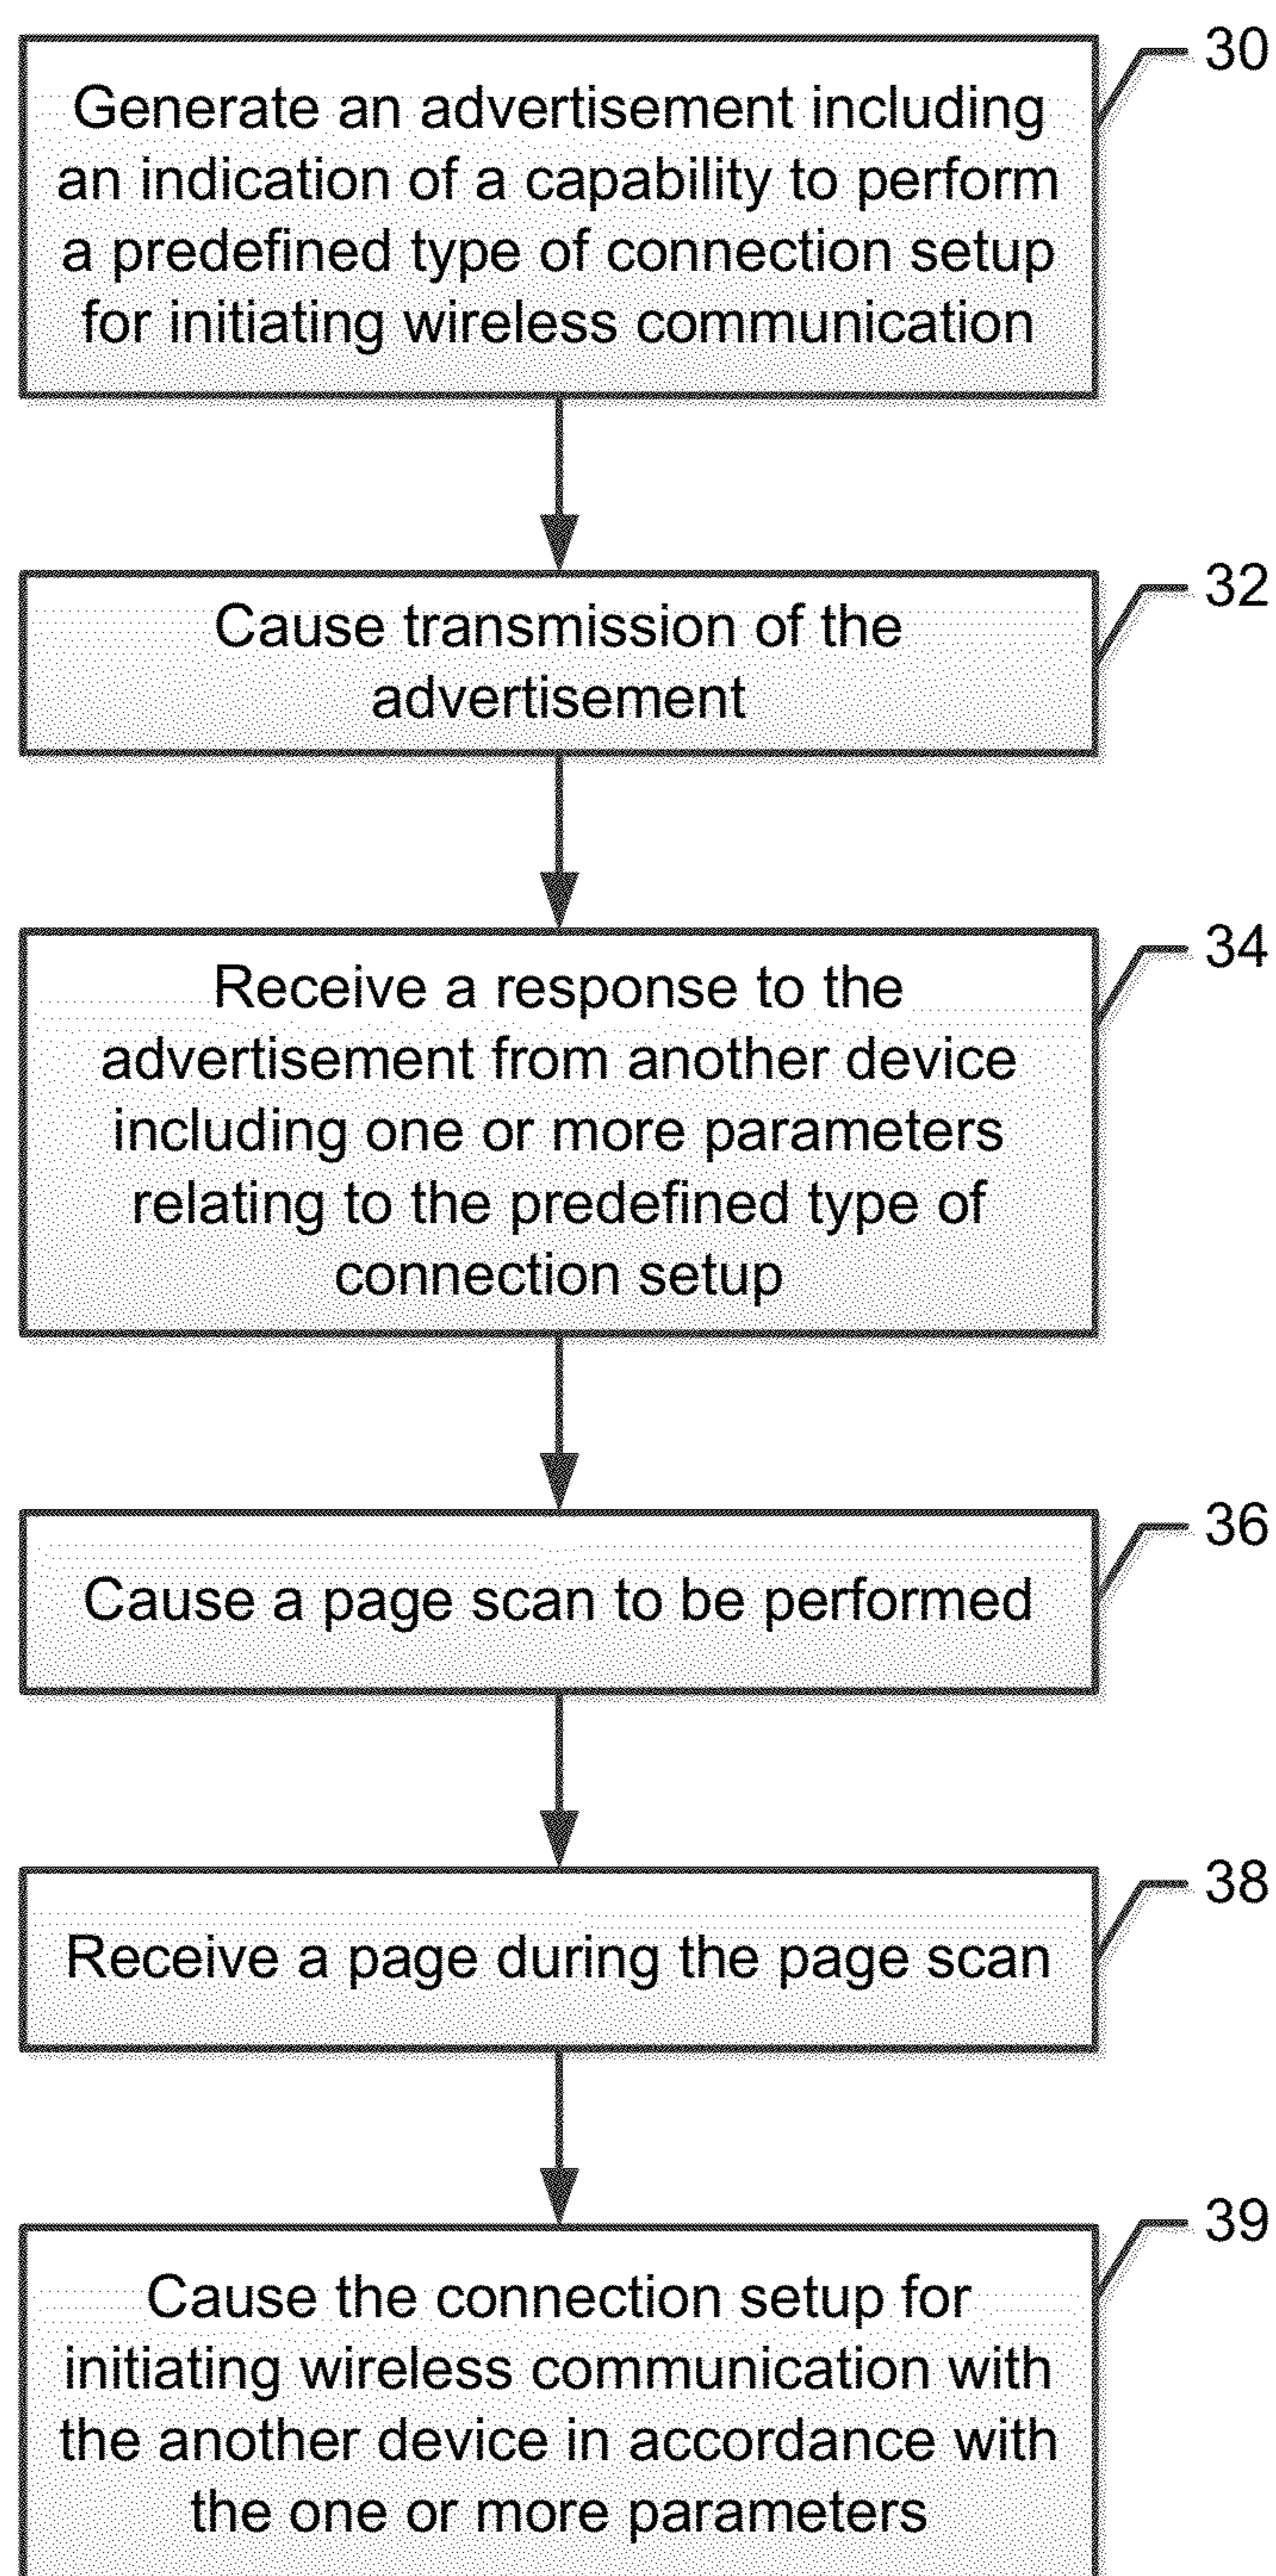 30
Generate an advertisement including
an indication of a capability to perform
a predefined type of connection setup
for initiating wireless communication
32
Cause transmission of the
advertisement
34
Receive a response to the
advertisement from another device
including one or more parameters
relating to the predefined type of
connection setup
36
Cause a page scan to be performed
38
Receive a page during the page scan
39
Cause the connection setup for
initiating wireless communication with
the another device in accordance with
the one or more parameters